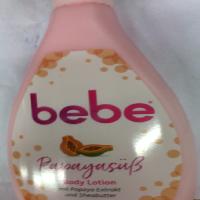 bebe
Papayasüß
Body Lotion
mit Papaya-Extrakt
und Sheabutter